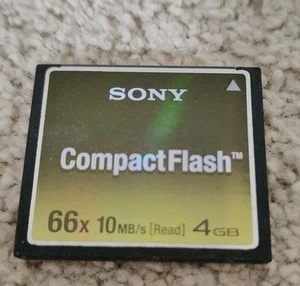 SONY
CompactFlash™
66x 10MB/s [Read] 4GB